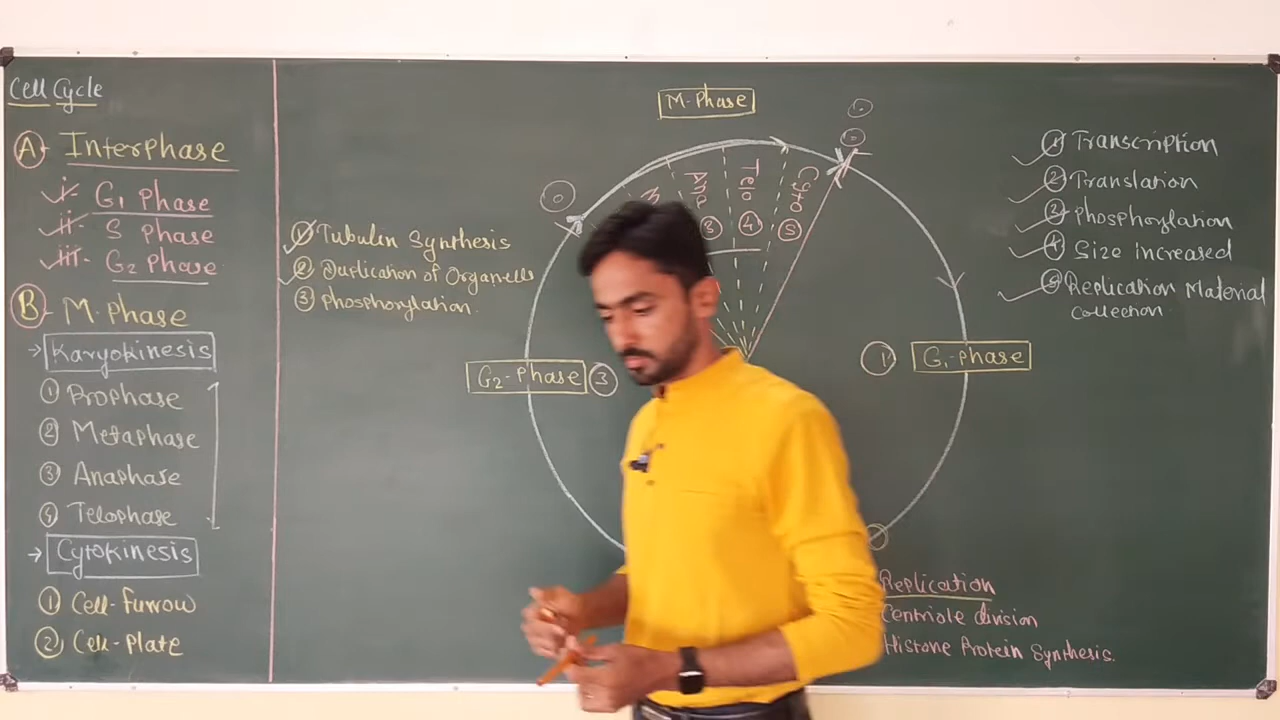 Cell Cycle
A- Interphase
i- G1 Phase
ii- S Phase
iii- G2 Phase
B- M-Phase
→ Karyokinesis
① Prophase
② Metaphase
③ Anaphase
④ Telophase
→ Cytokinesis
① Cell-furrow
② Cell-Plate
① Tubulin Synthesis
② Duplication of Organells
③ Phosphorylation.
M-Phase
Ana
Telo
Cyto
③
④
⑤
G2-Phase ③
① G1-Phase
① Transcription
② Translation
③ Phosphorylation
④ Size increased
⑤ Replication Material
collection
Replication
Centriole division
Histone Protein Synthesis.